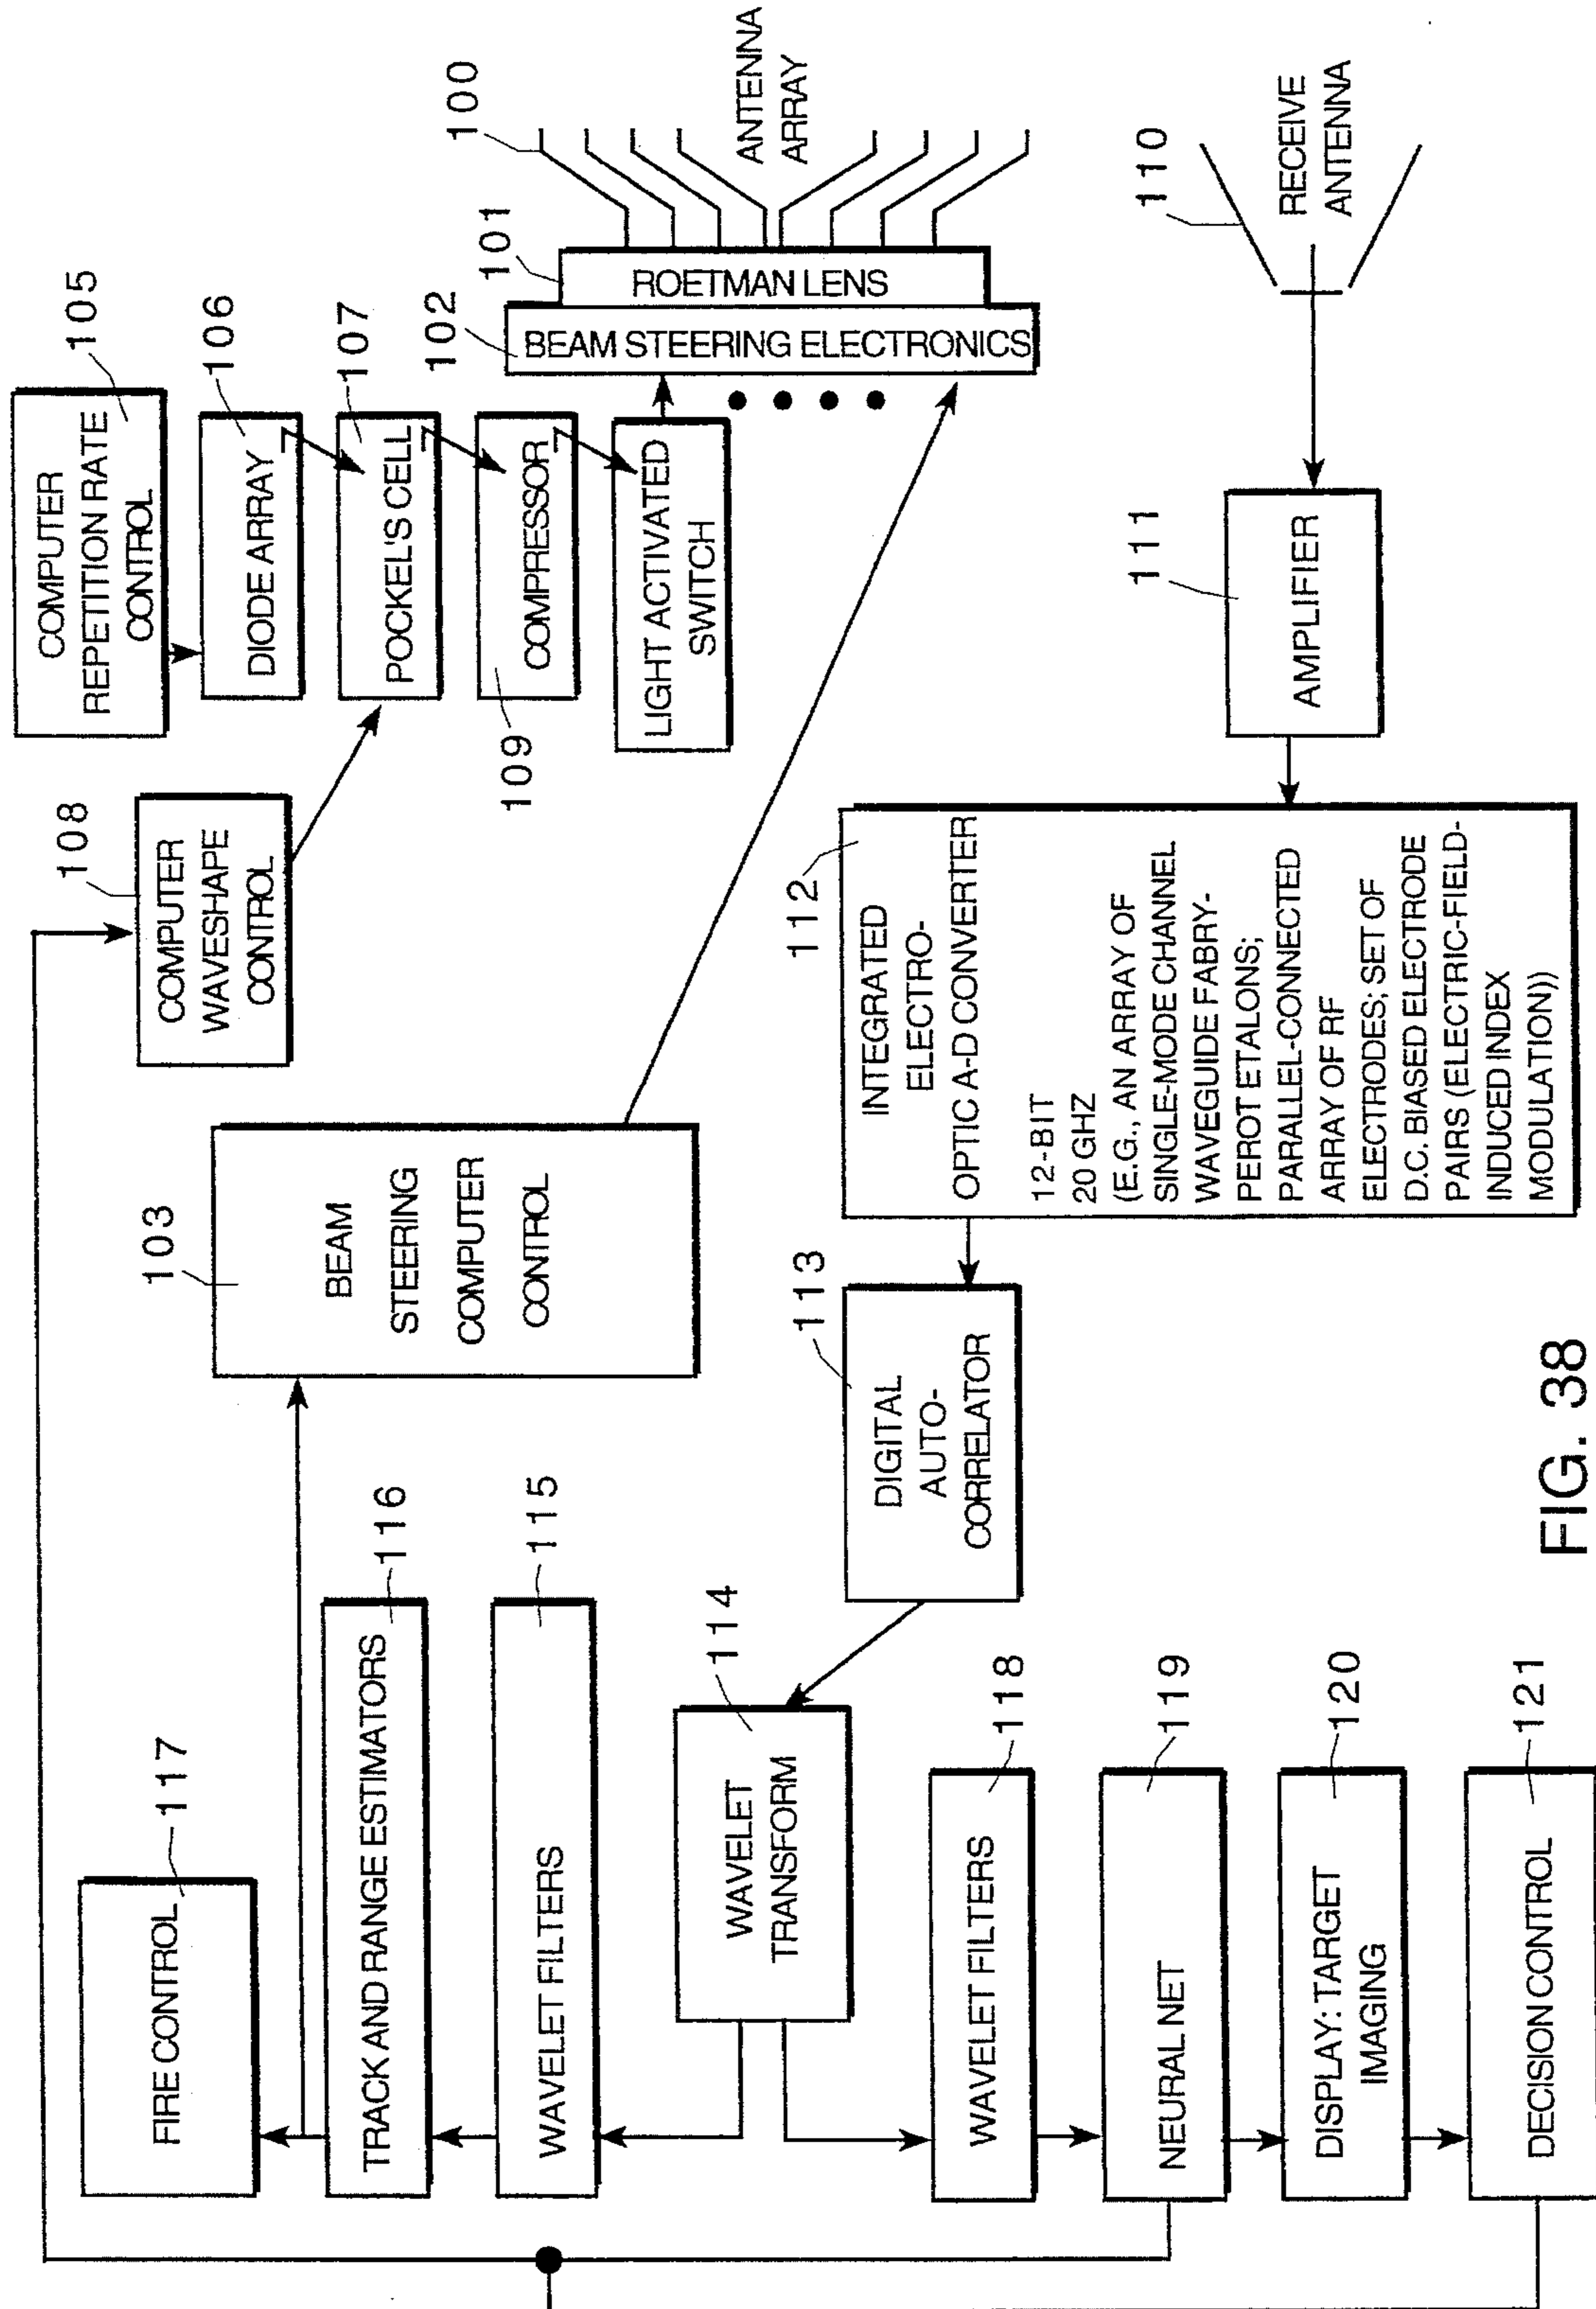 105
COMPUTER
REPETITION RATE
CONTROL
106
DIODE ARRAY
107
POCKEL'S CELL
109
COMPRESSOR
LIGHT ACTIVATED
SWITCH
108
COMPUTER
WAVESHAPE
CONTROL
102
BEAM STEERING ELECTRONICS
101
ROETMAN LENS
100
ANTENNA
ARRAY
103
BEAM
STEERING
COMPUTER
CONTROL
110
RECEIVE
ANTENNA
111
AMPLIFIER
112
INTEGRATED
ELECTRO-
OPTIC A-D CONVERTER
12-BIT
20 GHZ
(E.G., AN ARRAY OF
SINGLE-MODE CHANNEL
WAVEGUIDE FABRY-
PEROT ETALONS;
PARALLEL-CONNECTED
ARRAY OF RF
ELECTRODES; SET OF
D.C. BIASED ELECTRODE
PAIRS (ELECTRIC-FIELD-
INDUCED INDEX
MODULATION))
113
DIGITAL
AUTO-
CORRELATOR
114
WAVELET
TRANSFORM
115
WAVELET FILTERS
116
TRACK AND RANGE ESTIMATORS
117
FIRE CONTROL
118
WAVELET FILTERS
119
NEURAL NET
120
DISPLAY: TARGET
IMAGING
121
DECISION CONTROL
FIG. 38